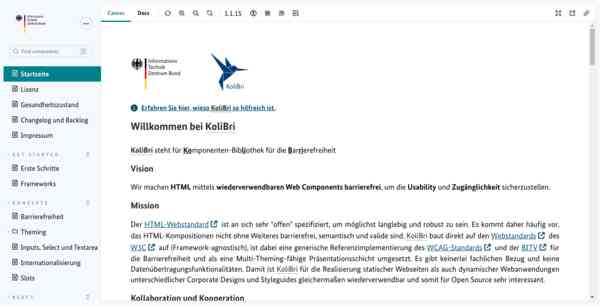 Canvas
Docs
1.1.15
Informations
Technik
Zentrum Bund
Find components
Startseite
Lizenz
Gesundheitszustand
Changelog und Backlog
Impressum
GET STARTED
Erste Schritte
Frameworks
CONCEPTS
Barrierefreiheit
Theming
Inputs, Select und Textarea
Internationalisierung
Slots
Informations
Technik
Zentrum Bund
KoliBri
Erfahren Sie hier, wieso KoliBri so hilfreich ist.
Willkommen bei KoliBri
KoliBri steht für Komponenten-Bibliothek für die Barrierefreiheit
Vision
Wir machen HTML mittels wiederverwendbaren Web Components barrierefrei, um die Usability und Zugänglichkeit sicherzustellen.
Mission
Der HTML-Webstandard ist an sich sehr "offen" spezifiziert, um möglichst langlebig und robust zu sein. Es kommt daher häufig vor,
das HTML-Kompositionen nicht ohne Weiteres barrierefrei, semantisch und valide sind. KoliBri baut direkt auf den Webstandards des
W3C auf (Framework-agnostisch), ist dabei eine generische Referenzimplementierung des WCAG-Standards und der BITV für
die Barrierefreiheit und als eine Multi-Theming-fähige Präsentationsschicht umgesetzt. Es gibt keinerlei fachlichen Bezug und keine
Datenübertragungsfunktionalitäten. Damit ist KoliBri für die Realisierung statischer Webseiten als auch dynamischer Webanwendungen
unterschiedlicher Corporate Designs und Styleguides gleichermaßen wiederverwendbar und somit für Open Source sehr interessant.
Kollaboration und Kooperation